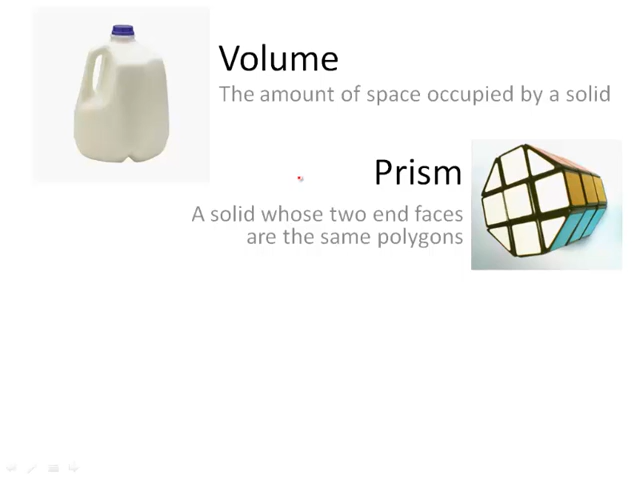 Volume
The amount of space occupied by a solid
Prism
A solid whose two end faces
are the same polygons